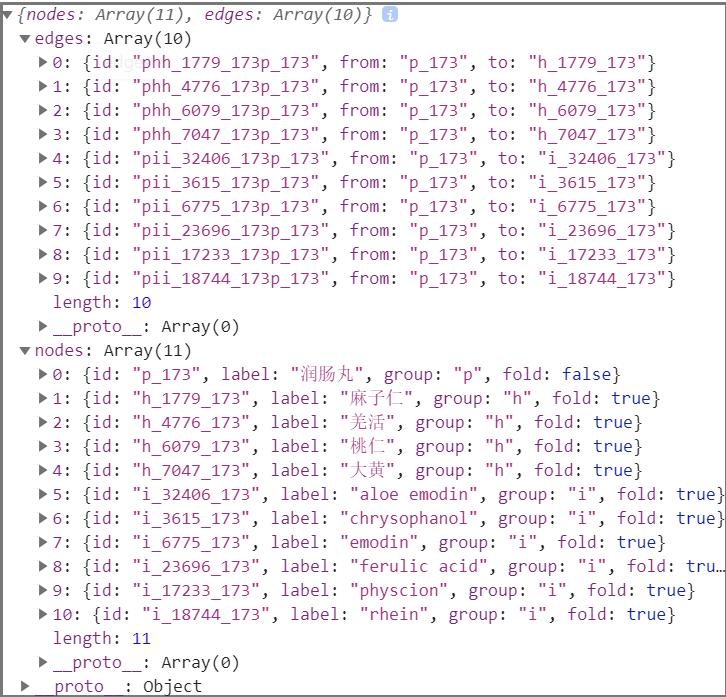 {nodes: Array(11), edges: Array(10)} i
edges: Array(10)
0: {id: "phh_1779_173p_173", from: "p_173", to: "h_1779_173"}
1: {id: "phh_4776_173p_173", from: "p_173", to: "h_4776_173"}
2: {id: "phh_6079_173p_173", from: "p_173", to: "h_6079_173"}
3: {id: "phh_7047_173p_173", from: "p_173", to: "h_7047_173"}
4: {id: "pii_32406_173p_173", from: "p_173", to: "i_32406_173"}
5: {id: "pii_3615_173p_173", from: "p_173", to: "i_3615_173"}
6: {id: "pii_6775_173p_173", from: "p_173", to: "i_6775_173"}
7: {id: "pii_23696_173p_173", from: "p_173", to: "i_23696_173"}
8: {id: "pii_17233_173p_173", from: "p_173", to: "i_17233_173"}
9: {id: "pii_18744_173p_173", from: "p_173", to: "i_18744_173"}
length: 10
__proto__: Array(0)
nodes: Array(11)
0: {id: "p_173", label: "润肠丸", group: "p", fold: false}
1: {id: "h_1779_173", label: "麻子仁", group: "h", fold: true}
2: {id: "h_4776_173", label: "羌活", group: "h", fold: true}
3: {id: "h_6079_173", label: "桃仁", group: "h", fold: true}
4: {id: "h_7047_173", label: "大黄", group: "h", fold: true}
5: {id: "i_32406_173", label: "aloe emodin", group: "i", fold: true}
6: {id: "i_3615_173", label: "chrysophanol", group: "i", fold: true}
7: {id: "i_6775_173", label: "emodin", group: "i", fold: true}
8: {id: "i_23696_173", label: "ferulic acid", group: "i", fold: tru…
9: {id: "i_17233_173", label: "physcion", group: "i", fold: true}
10: {id: "i_18744_173", label: "rhein", group: "i", fold: true}
length: 11
__proto__: Array(0)
__proto__: Object